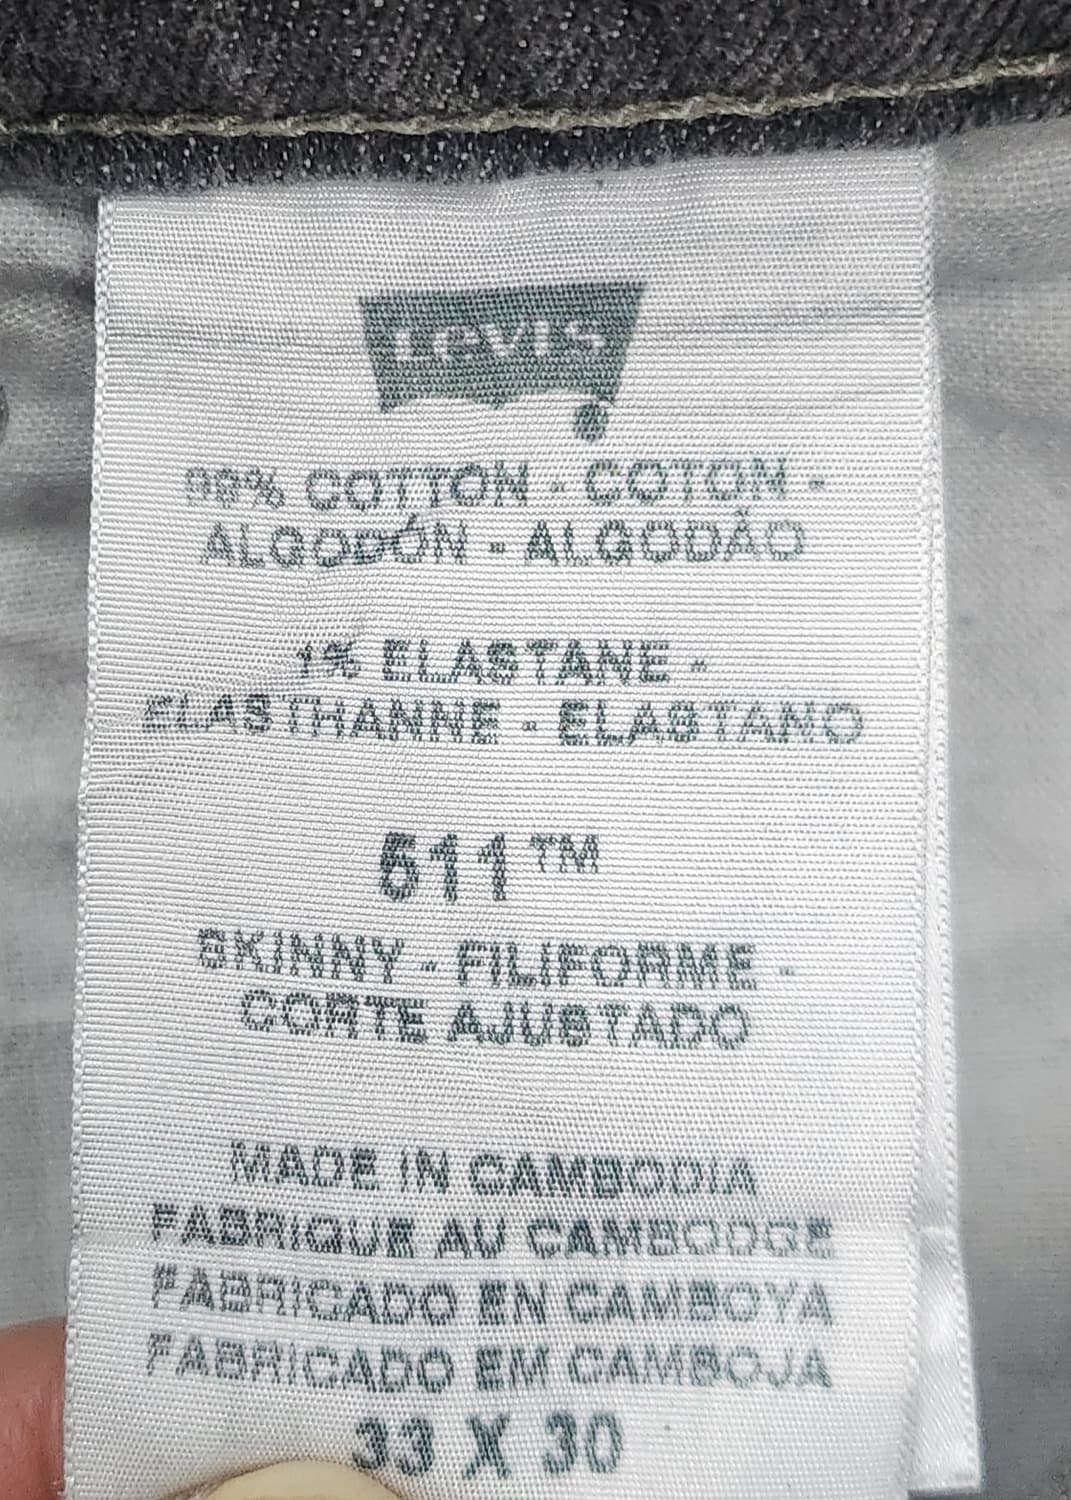 Levi's
99% COTTON - COTON -
ALGODÓN - ALGODÃO
1% ELASTANE -
ELASTHANNE - ELASTANO
511™
SKINNY - FILIFORME -
CORTE AJUSTADO
MADE IN CAMBODIA
FABRIQUE AU CAMBODGE
FABRICADO EN CAMBOYA
FABRICADO EM CAMBOJA
33 X 30